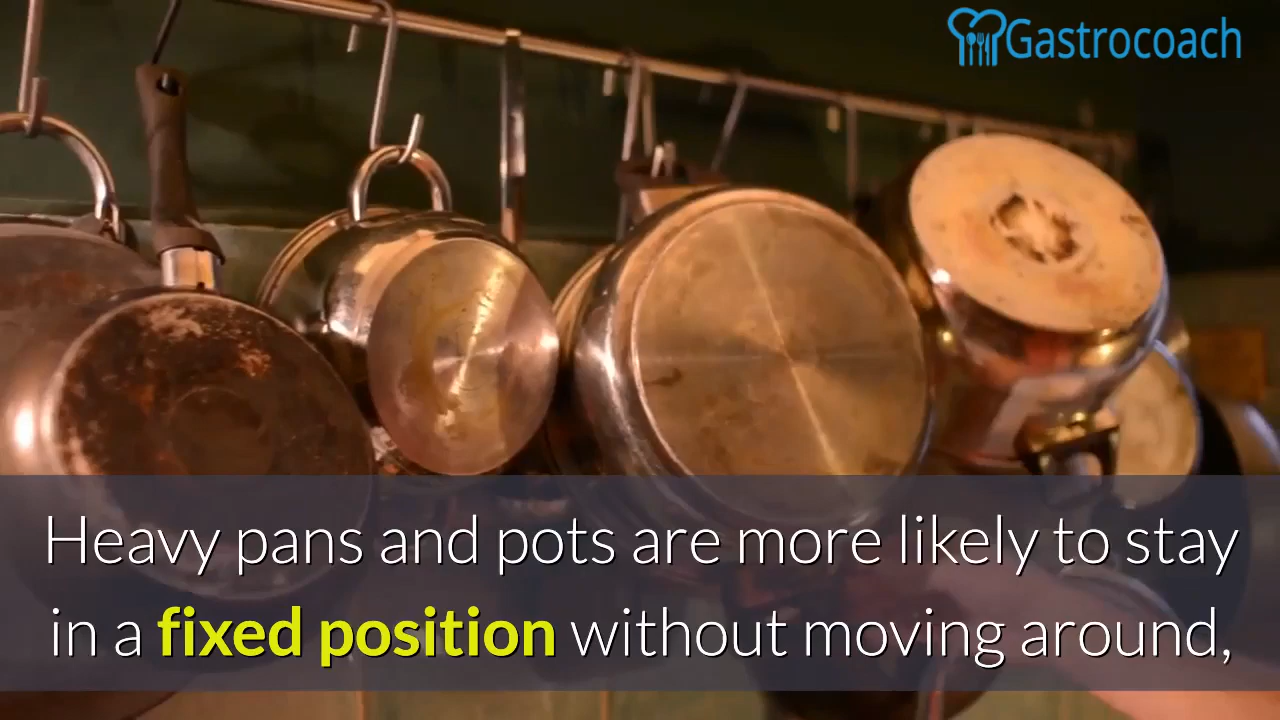 Gastrocoach
Heavy pans and pots are more likely to stay
in a fixed position without moving around,